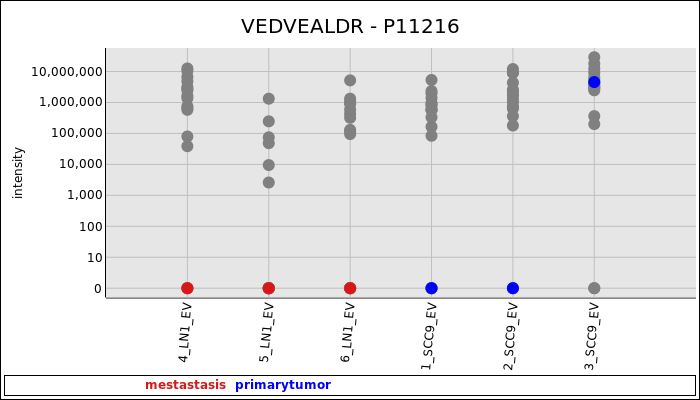 VEDVEALDR - P11216
10,000,000
1,000,000
100,000
10,000
1,000
100
10
0
intensity
4_LN1_EV
5_LN1_EV
6_LN1_EV
1_SCC9_EV
2_SCC9_EV
3_SCC9_EV
mestastasis primarytumor